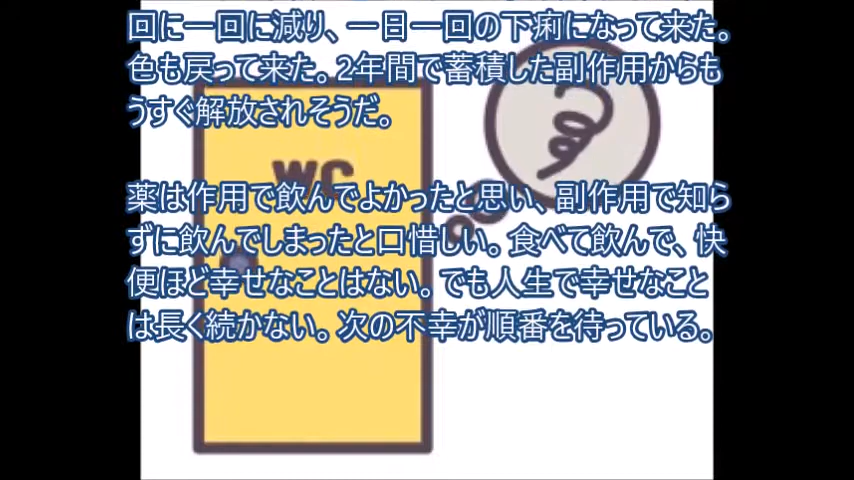 回に一回に減り、一日一回の下痢になって来た。
色も戻って来た。2年間で蓄積した副作用からも
うすぐ解放されそうだ。
WC
薬は作用で飲んでよかったと思い、副作用で知ら
ずに飲んでしまったと口惜しい。食べて飲んで、快
便ほど幸せなことはない。でも人生で幸せなこと
は長く続かない。次の不幸が順番を待っている。